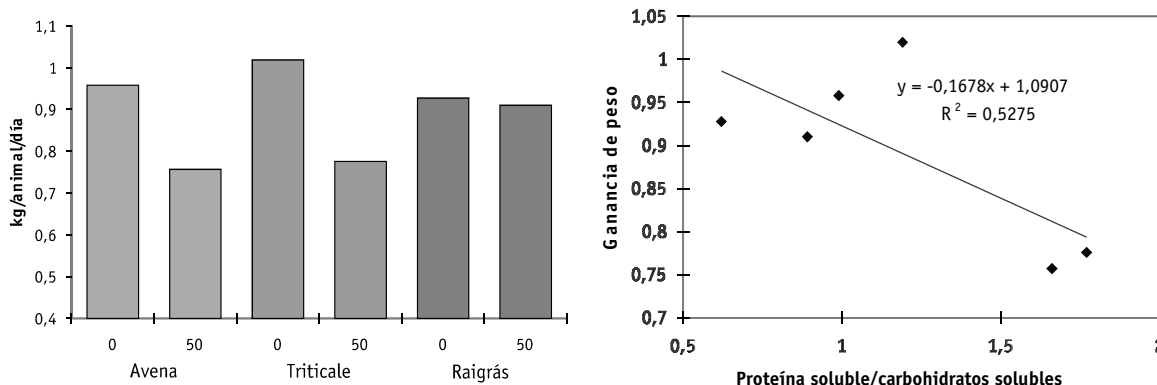 kg/animal/día
1,1
1
0,9
0,8
0,7
0,6
0,5
0,4
0 50 0 50 0 50
Avena Triticale Raigrás
Ganancia de peso
1,05
1
0,95
0,9
0,85
0,8
0,75
0,7
y = -0,1678x + 1,0907
R² = 0,5275
0,5 1 1,5 2
Proteína soluble/carbohidratos solubles